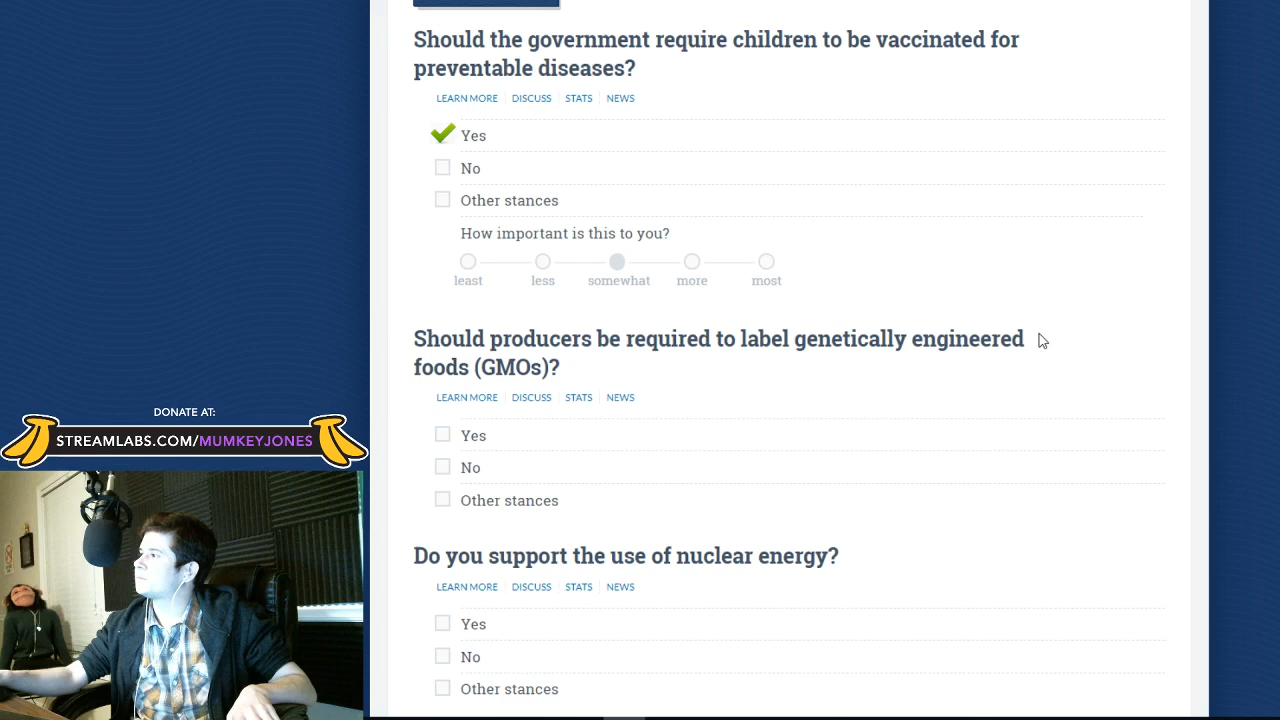 Should the government require children to be vaccinated for
preventable diseases?
LEARN MORE DISCUSS STATS NEWS
Yes
No
Other stances
How important is this to you?
least less somewhat more most
Should producers be required to label genetically engineered
foods (GMOs)?
LEARN MORE DISCUSS STATS NEWS
Yes
No
Other stances
Do you support the use of nuclear energy?
LEARN MORE DISCUSS STATS NEWS
Yes
No
Other stances
DONATE AT:
STREAMLABS.COM/MUMKEYJONES